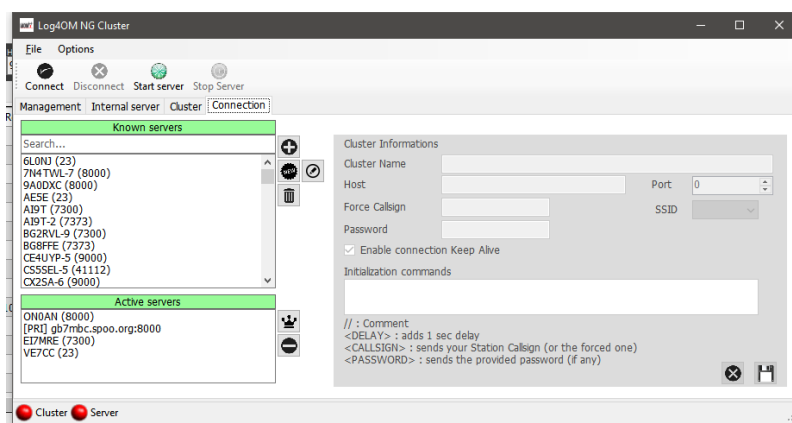 Log4OM NG Cluster
File Options
Connect Disconnect Start server Stop Server
Management Internal server Cluster Connection
Known servers
Search...
6L0NJ (23)
7N4TWL-7 (8000)
9A0DXC (8000)
AE5E (23)
AI9T (7300)
AI9T-2 (7373)
BG2RVL-9 (7300)
BG8FFE (7373)
CE4UYP-5 (9000)
CS5SEL-5 (41112)
CX2SA-6 (9000)
Active servers
ON0AN (8000)
[PRI] gb7mbc.spoo.org:8000
EI7MRE (7300)
VE7CC (23)
NEW
Cluster Informations
Cluster Name
Host Port 0
Force Callsign SSID
Password
Enable connection Keep Alive
Initialization commands
// : Comment
<DELAY> : adds 1 sec delay
<CALLSIGN> : sends your Station Callsign (or the forced one)
<PASSWORD> : sends the provided password (if any)
Cluster Server